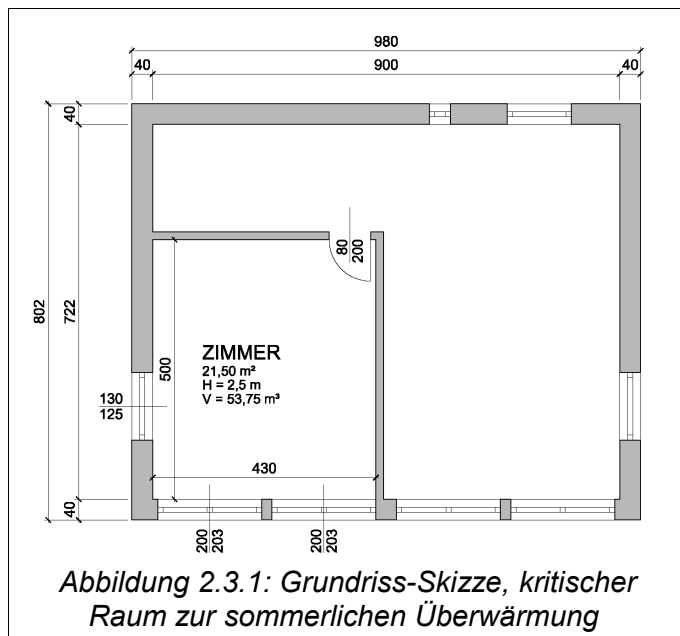 980
40 900 40
40
802
722
80
200
ZIMMER
21,50 m²
H = 2,5 m
V = 53,75 m³
500
130
125
430
40
200
203
200
203
Abbildung 2.3.1: Grundriss-Skizze, kritischer
Raum zur sommerlichen Überwärmung